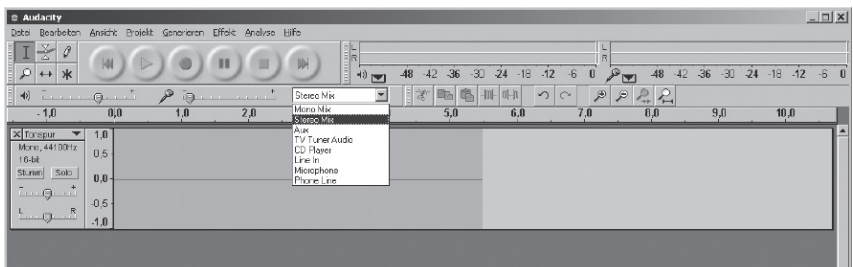 Audacity
Datei Bearbeiten Ansicht Projekt Generieren Effekt Analyse Hilfe
L
R
-48 -42 -36 -30 -24 -18 -12 -6 0
L
R
-48 -42 -36 -30 -24 -18 -12 -6 0
Stereo Mix
Mono Mix
Stereo Mix
Aux
TV Tuner Audio
CD Player
Line In
Microphone
Phone Line
-1,0 0,0 1,0 2,0 5,0 6,0 7,0 8,0 9,0 10,0
Tonspur
Mono, 44100Hz
16-bit
Stumm Solo
- +
L R
1,0
0,5
0,0
-0,5
-1,0